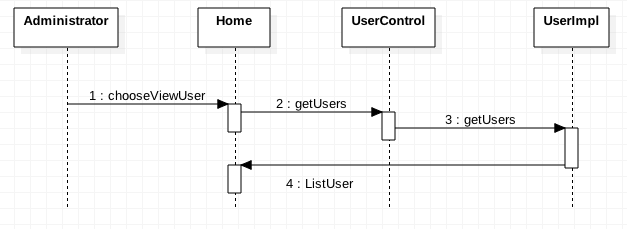 Administrator
Home
UserControl
UserImpl
1 : chooseViewUser
2 : getUsers
3 : getUsers
4 : ListUser